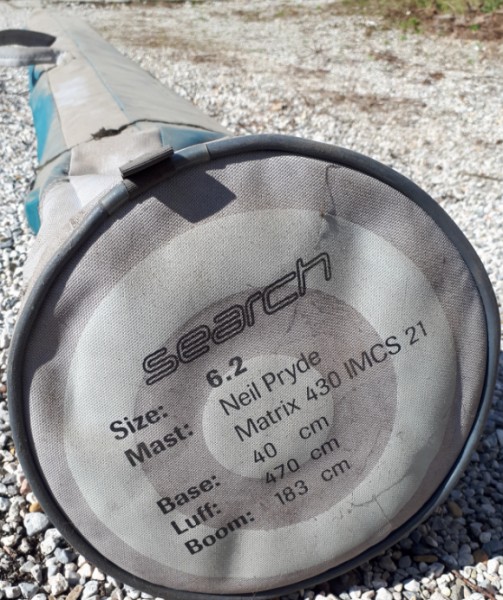 search
Size: 6.2
Mast: Neil Pryde
Matrix 430 IMCS 21
Base: 40 cm
Luff: 470 cm
Boom: 183 cm